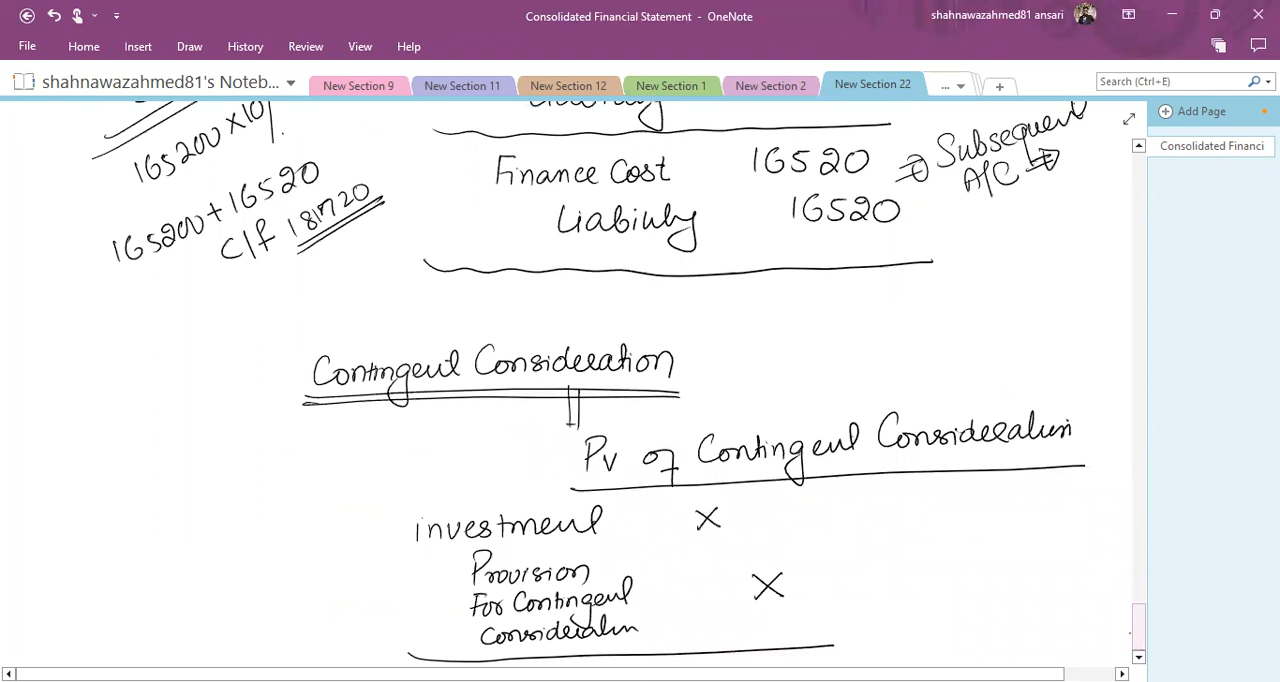 Consolidated Financial Statement - OneNote
shahnawazahmed81 ansari
File Home Insert Draw History Review View Help
shahnawazahmed81's Noteb... New Section 9 New Section 11 New Section 12 New Section 1 New Section 2 New Section 22 ... Search (Ctrl+E)
Add Page
Consolidated Financi
165200 x 10%
165200 + 16520
c/f 181720
Finance Cost 16520 ⇒ Subsequent
A/C ⇒
Liability 16520
Contingent Consideration
PV of Contingent Consideration
investment X
Provision
For Contingent X
Consideration